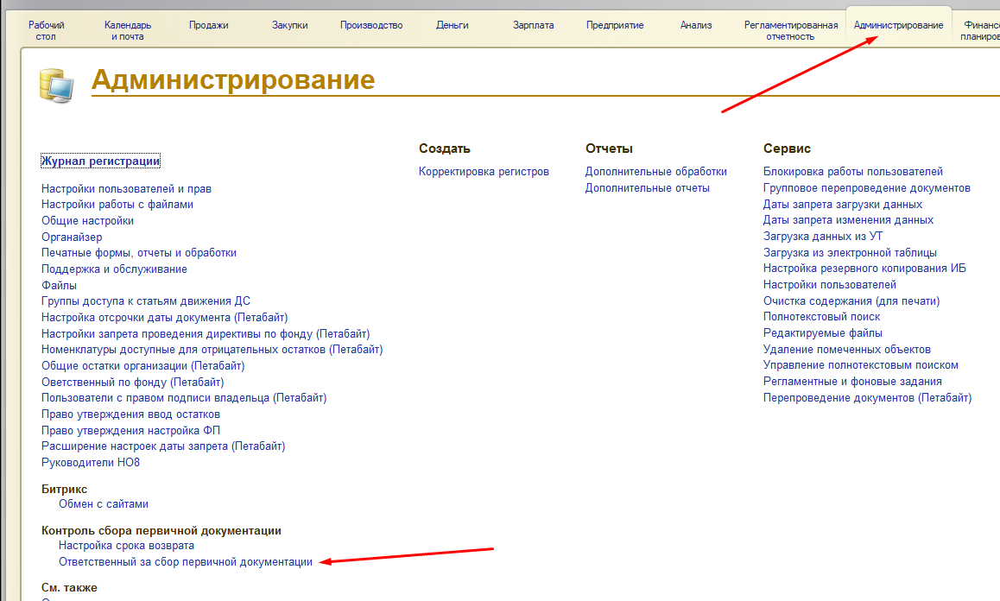 Рабочий
стол
Календарь
и почта
Продажи
Закупки
Производство
Деньги
Зарплата
Предприятие
Анализ
Регламентированная
отчетность
Администрирование
Финансо
планиров
Администрирование
Журнал регистрации
Настройки пользователей и прав
Настройки работы с файлами
Общие настройки
Органайзер
Печатные формы, отчеты и обработки
Поддержка и обслуживание
Файлы
Группы доступа к статьям движения ДС
Настройка отсрочки даты документа (Петабайт)
Настройки запрета проведения директивы по фонду (Петабайт)
Номенклатуры доступные для отрицательных остатков (Петабайт)
Общие остатки организации (Петабайт)
Оветственный по фонду (Петабайт)
Пользователи с правом подписи владельца (Петабайт)
Право утверждения ввод остатков
Право утверждения настройка ФП
Расширение настроек даты запрета (Петабайт)
Руководители НО8
Битрикс
Обмен с сайтами
Контроль сбора первичной документации
Настройка срока возврата
Ответственный за сбор первичной документации
См. также
Создать
Корректировка регистров
Отчеты
Дополнительные обработки
Дополнительные отчеты
Сервис
Блокировка работы пользователей
Групповое перепроведение документов
Даты запрета загрузки данных
Даты запрета изменения данных
Загрузка данных из УТ
Загрузка из электронной таблицы
Настройка резервного копирования ИБ
Настройки пользователей
Очистка содержания (для печати)
Полнотекстовый поиск
Редактируемые файлы
Удаление помеченных объектов
Управление полнотекстовым поиском
Регламентные и фоновые задания
Перепроведение документов (Петабайт)